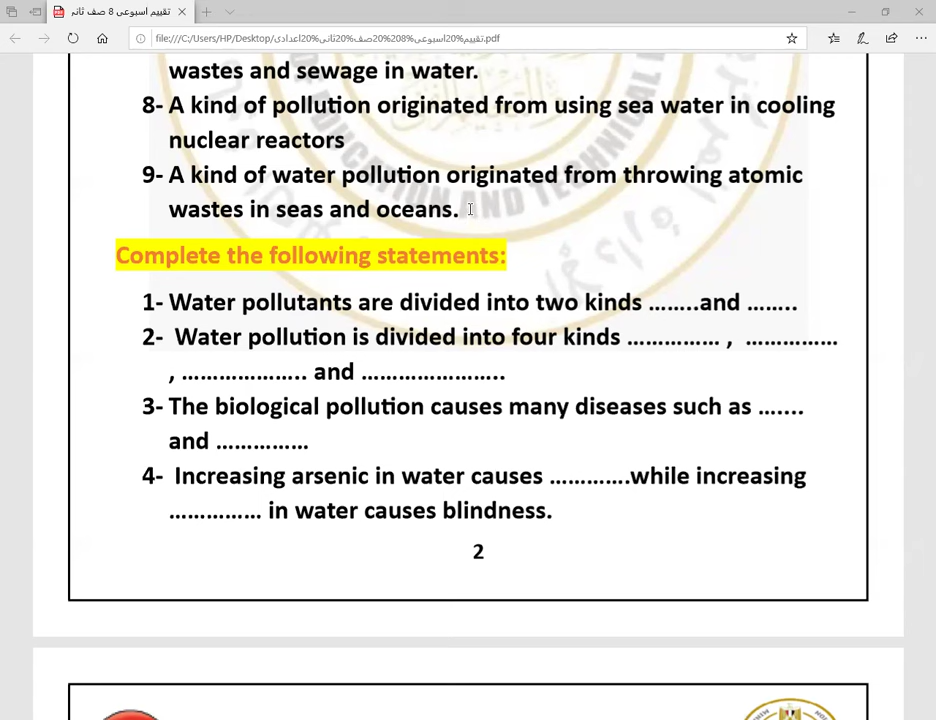 تقييم اسبوعى 8 صف ثانى
file:///C:/Users/HP/Desktop/تقييم%20اسبوعى%208%20صف%20ثانى%20اعدادى.pdf
wastes and sewage in water.
8- A kind of pollution originated from using sea water in cooling
nuclear reactors
9- A kind of water pollution originated from throwing atomic
wastes in seas and oceans.
Complete the following statements:
1- Water pollutants are divided into two kinds ........and ........
2- Water pollution is divided into four kinds ............... , ...............
, .................... and .......................
3- The biological pollution causes many diseases such as ........
and ...............
4- Increasing arsenic in water causes .............while increasing
............... in water causes blindness.
2
EDUCATION AND TECHNICAL